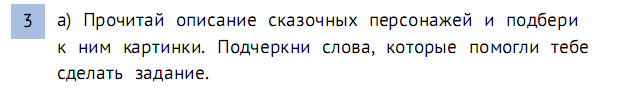 3 а) Прочитай описание сказочных персонажей и подбери
к ним картинки. Подчеркни слова, которые помогли тебе
сделать задание.